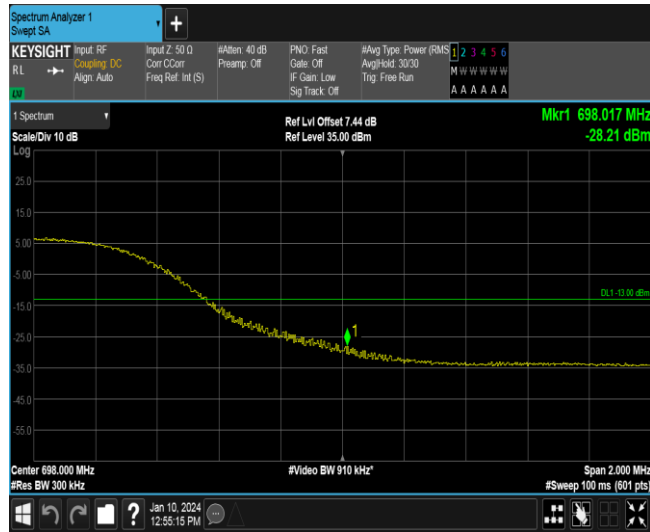 Spectrum Analyzer 1
Swept SA
KEYSIGHT
RL
LXI
Input: RF
Coupling: DC
Align: Auto
Input Z: 50 Ω
Corr CCorr
Freq Ref: Int (S)
#Atten: 40 dB
Preamp: Off
PNO: Fast
Gate: Off
IF Gain: Low
Sig Track: Off
#Avg Type: Power (RMS
Avg|Hold: 30/30
Trig: Free Run
1 2 3 4 5 6
M W W W W W
A A A A A A
1 Spectrum
Scale/Div 10 dB
Log
Ref Lvl Offset 7.44 dB
Ref Level 35.00 dBm
Mkr1 698.017 MHz
-28.21 dBm
25.0
15.0
5.00
-5.00
-15.0
-25.0
-35.0
-45.0
-55.0
DL1 -13.00 dBm
1
Center 698.000 MHz
#Res BW 300 kHz
#Video BW 910 kHz*
Span 2.000 MHz
#Sweep 100 ms (601 pts)
?
Jan 10, 2024
12:55:15 PM